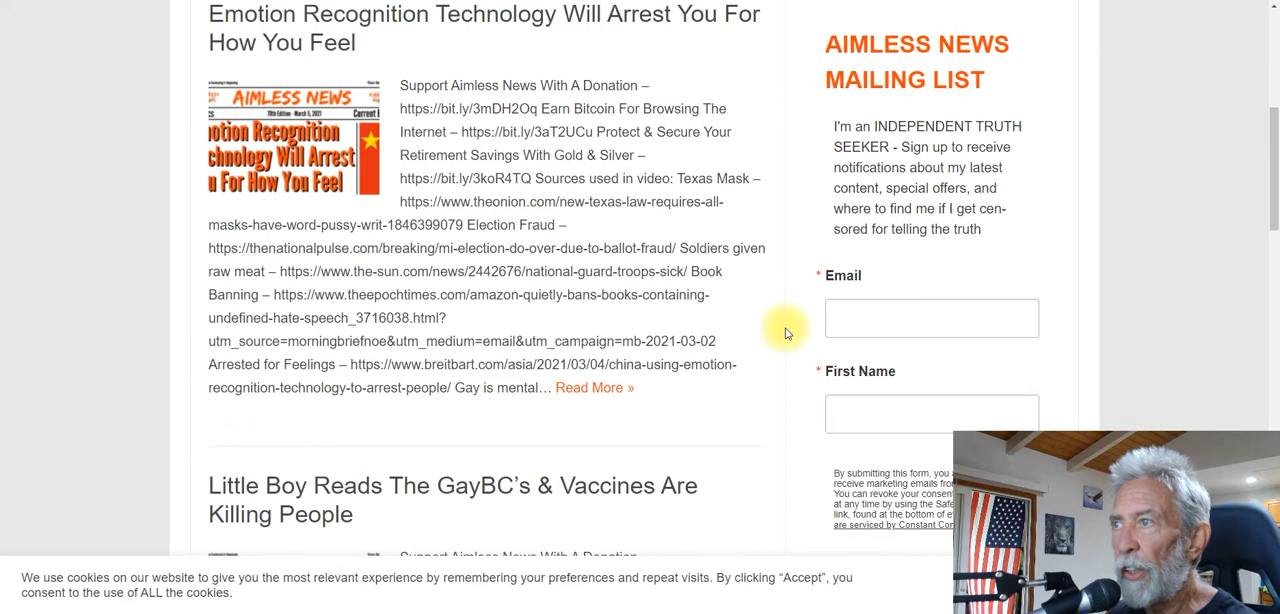 Emotion Recognition Technology Will Arrest You For
How You Feel
AIMLESS NEWS
70th Edition - March 5, 2021
Current E
otion Recognition
chnology Will Arrest
u For How You Feel
Support Aimless News With A Donation –
https://bit.ly/3mDH2Oq Earn Bitcoin For Browsing The
Internet – https://bit.ly/3aT2UCu Protect & Secure Your
Retirement Savings With Gold & Silver –
https://bit.ly/3koR4TQ Sources used in video: Texas Mask –
https://www.theonion.com/new-texas-law-requires-all-
masks-have-word-pussy-writ-1846399079 Election Fraud –
https://thenationalpulse.com/breaking/mi-election-do-over-due-to-ballot-fraud/ Soldiers given
raw meat – https://www.the-sun.com/news/2442676/national-guard-troops-sick/ Book
Banning – https://www.theepochtimes.com/amazon-quietly-bans-books-containing-
undefined-hate-speech_3716038.html?
utm_source=morningbriefnoe&utm_medium=email&utm_campaign=mb-2021-03-02
Arrested for Feelings – https://www.breitbart.com/asia/2021/03/04/china-using-emotion-
recognition-technology-to-arrest-people/ Gay is mental… Read More »
Little Boy Reads The GayBC’s & Vaccines Are
Killing People
Support Aimless News With A Donation
AIMLESS NEWS
MAILING LIST
I'm an INDEPENDENT TRUTH
SEEKER - Sign up to receive
notifications about my latest
content, special offers, and
where to find me if I get cen-
sored for telling the truth
* Email
* First Name
By submitting this form, you a
receive marketing emails from
You can revoke your consent
at any time by using the Safe
link, found at the bottom of e
are serviced by Constant Con
We use cookies on our website to give you the most relevant experience by remembering your preferences and repeat visits. By clicking “Accept”, you
consent to the use of ALL the cookies.